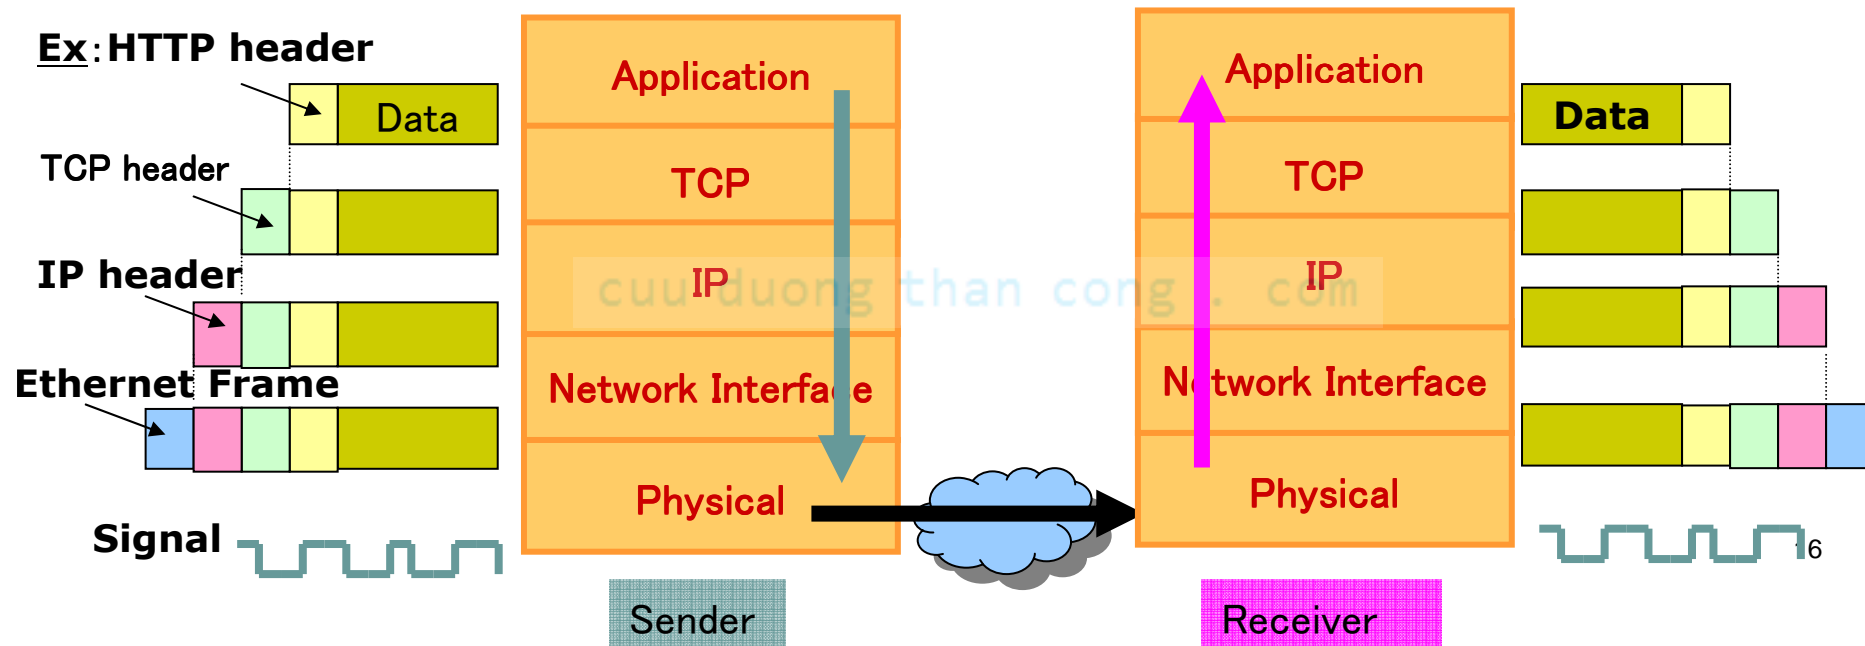 Ex: HTTP header
Data
TCP header
IP header
Ethernet Frame
Signal
Application
TCP
IP
Network Interface
Physical
Sender
Application
TCP
IP
Network Interface
Physical
Receiver
Data
cuu duong than cong . com